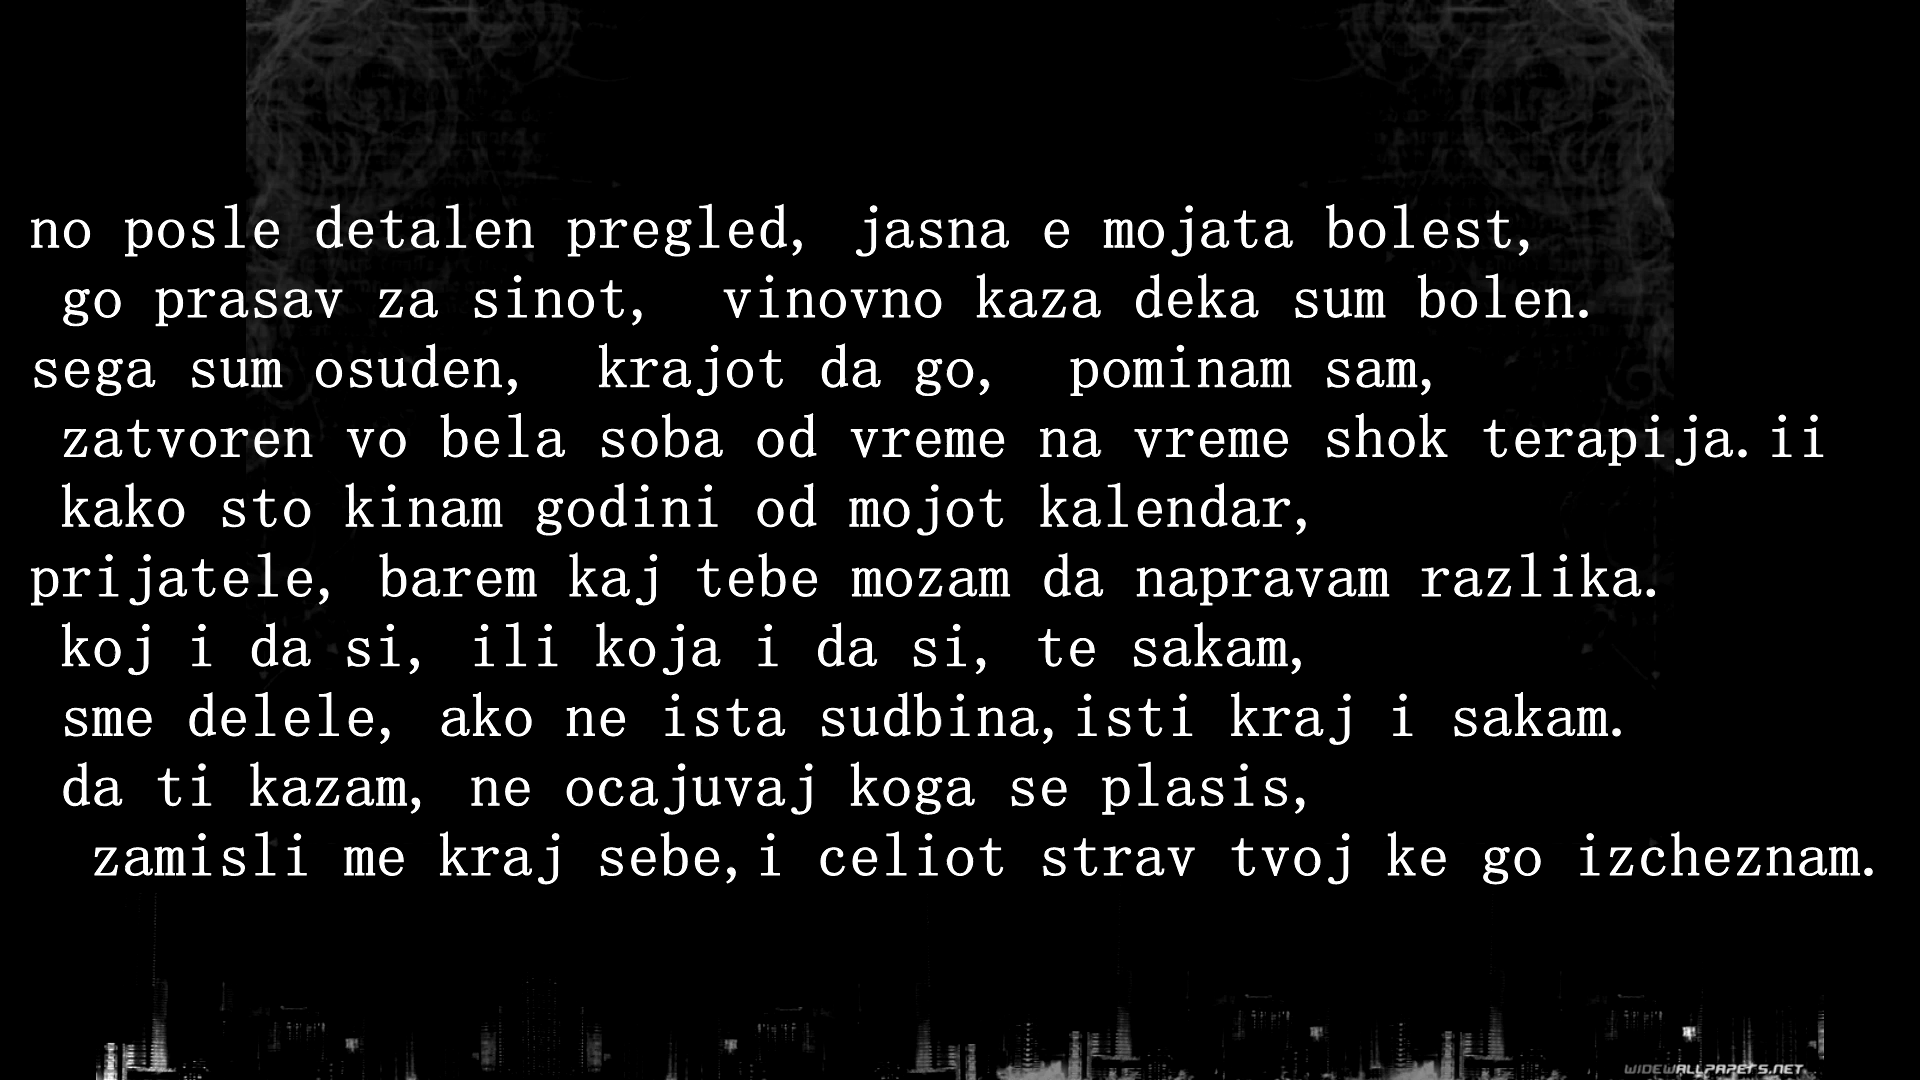 no posle detalen pregled, jasna e mojata bolest,
go prasav za sinot, vinovno kaza deka sum bolen.
sega sum osuden, krajot da go, pominam sam,
zatvoren vo bela soba od vreme na vreme shok terapija.ii
kako sto kinam godini od mojot kalendar,
prijatele, barem kaj tebe mozam da napravam razlika.
koj i da si, ili koja i da si, te sakam,
sme delele, ako ne ista sudbina,isti kraj i sakam.
da ti kazam, ne ocajuvaj koga se plasis,
zamisli me kraj sebe,i celiot strav tvoj ke go izcheznam.
WIDEWALLPAPERS.NET